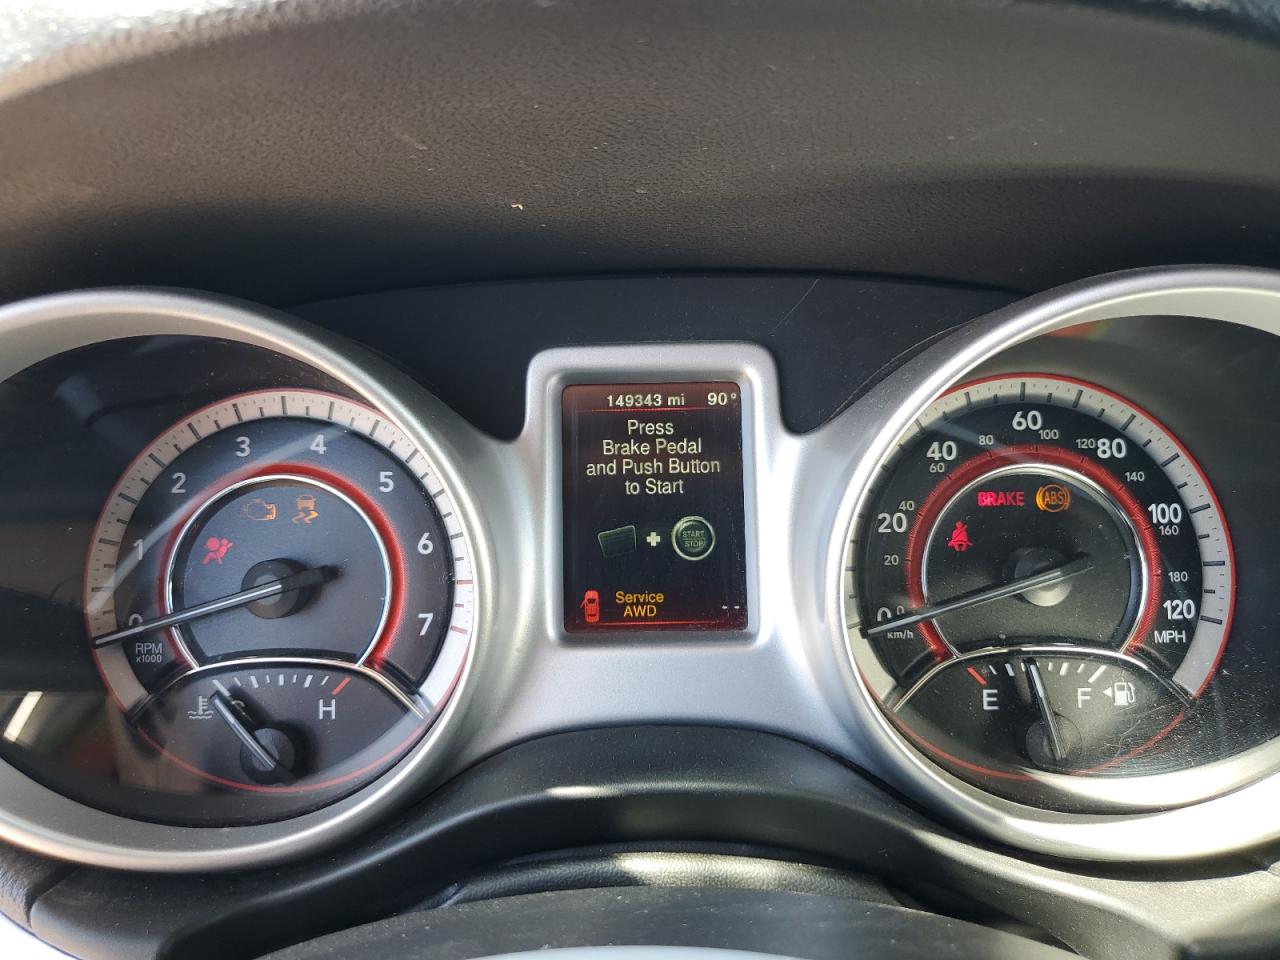 149343 mi 90°
Press
Brake Pedal
and Push Button
to Start
START
STOP
Service
AWD
--
0 1 2 3 4 5 6 7
RPM
x1000
C H
BRAKE ABS
0 20 40 60 80 100 120
MPH
0 20 40 60 80 100 120 140 160 180
km/h
E F